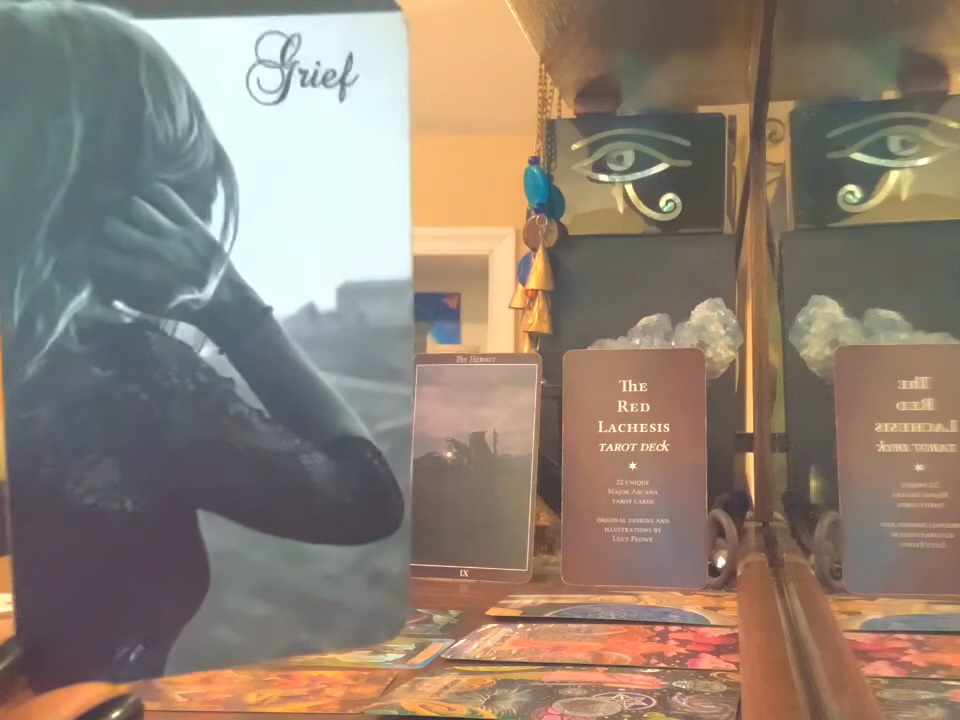 Grief
The Hermit
IX
The
Red
Lachesis
tarot deck
22 unique
Major Arcana
tarot cards
original designs and
illustrations by
Lucy Flowe